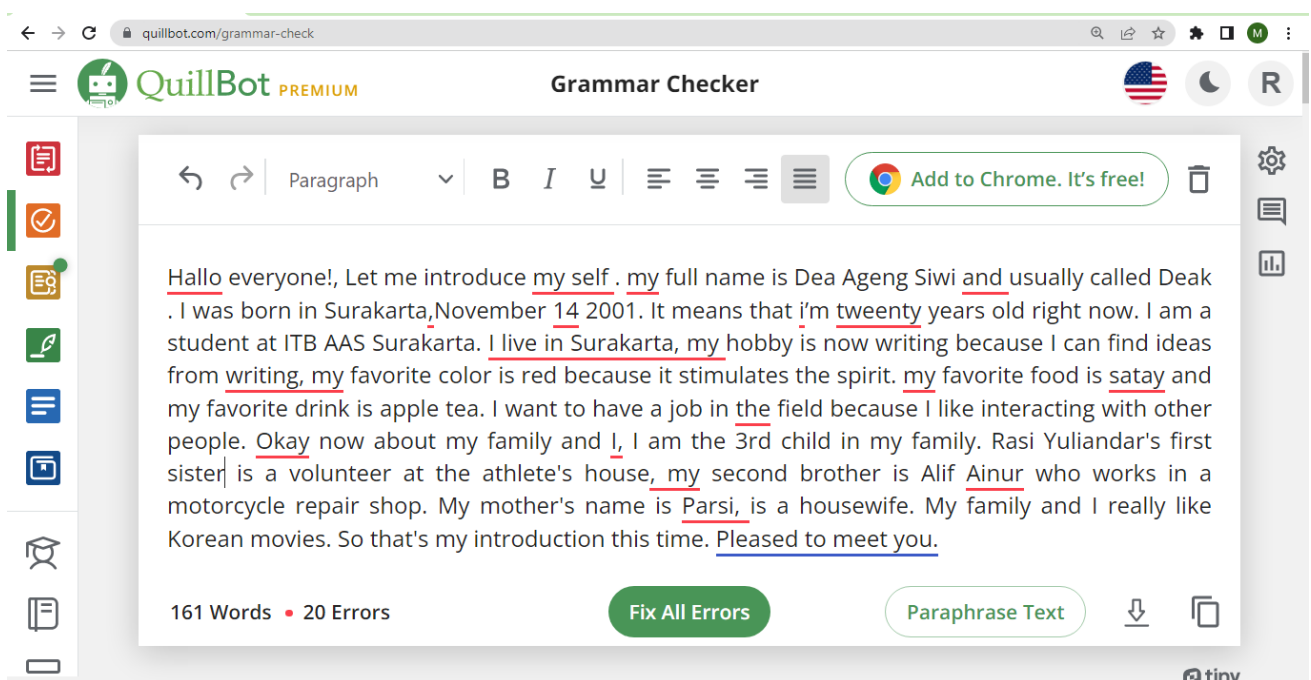 quillbot.com/grammar-check
M
QuillBot PREMIUM
Grammar Checker
R
Paragraph
B I U
Add to Chrome. It's free!
Hallo everyone!, Let me introduce my self . my full name is Dea Ageng Siwi and usually called Deak
. I was born in Surakarta,November 14 2001. It means that i'm tweenty years old right now. I am a
student at ITB AAS Surakarta. I live in Surakarta, my hobby is now writing because I can find ideas
from writing, my favorite color is red because it stimulates the spirit. my favorite food is satay and
my favorite drink is apple tea. I want to have a job in the field because I like interacting with other
people. Okay now about my family and I, I am the 3rd child in my family. Rasi Yuliandar's first
sister is a volunteer at the athlete's house, my second brother is Alif Ainur who works in a
motorcycle repair shop. My mother's name is Parsi, is a housewife. My family and I really like
Korean movies. So that's my introduction this time. Pleased to meet you.
161 Words • 20 Errors
Fix All Errors
Paraphrase Text
tiny